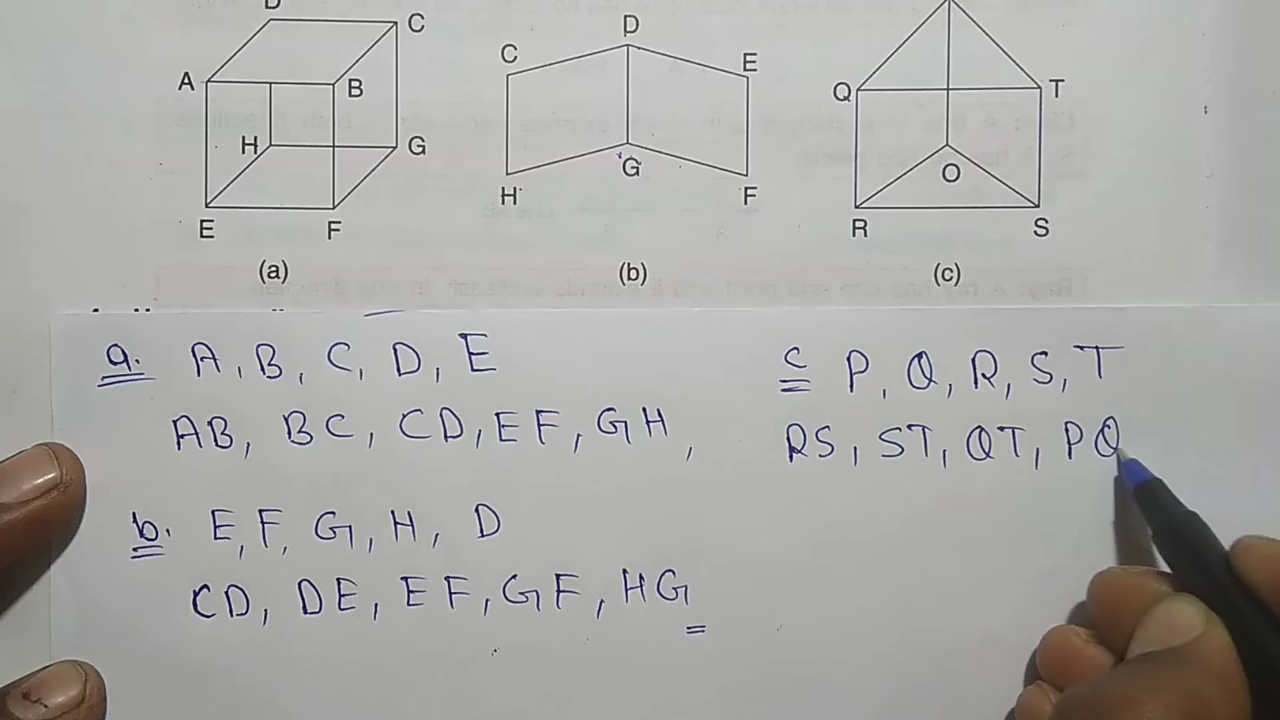 D
C
A
B
H
G
E
F
(a)
D
C
E
G
H
F
(b)
Q
T
O
R
S
(c)
a. A, B, C, D, E
AB, BC, CD, EF, GH,
b. E, F, G, H, D
CD, DE, EF, GF, HG
c P, Q, R, S, T
RS, ST, QT, PQ